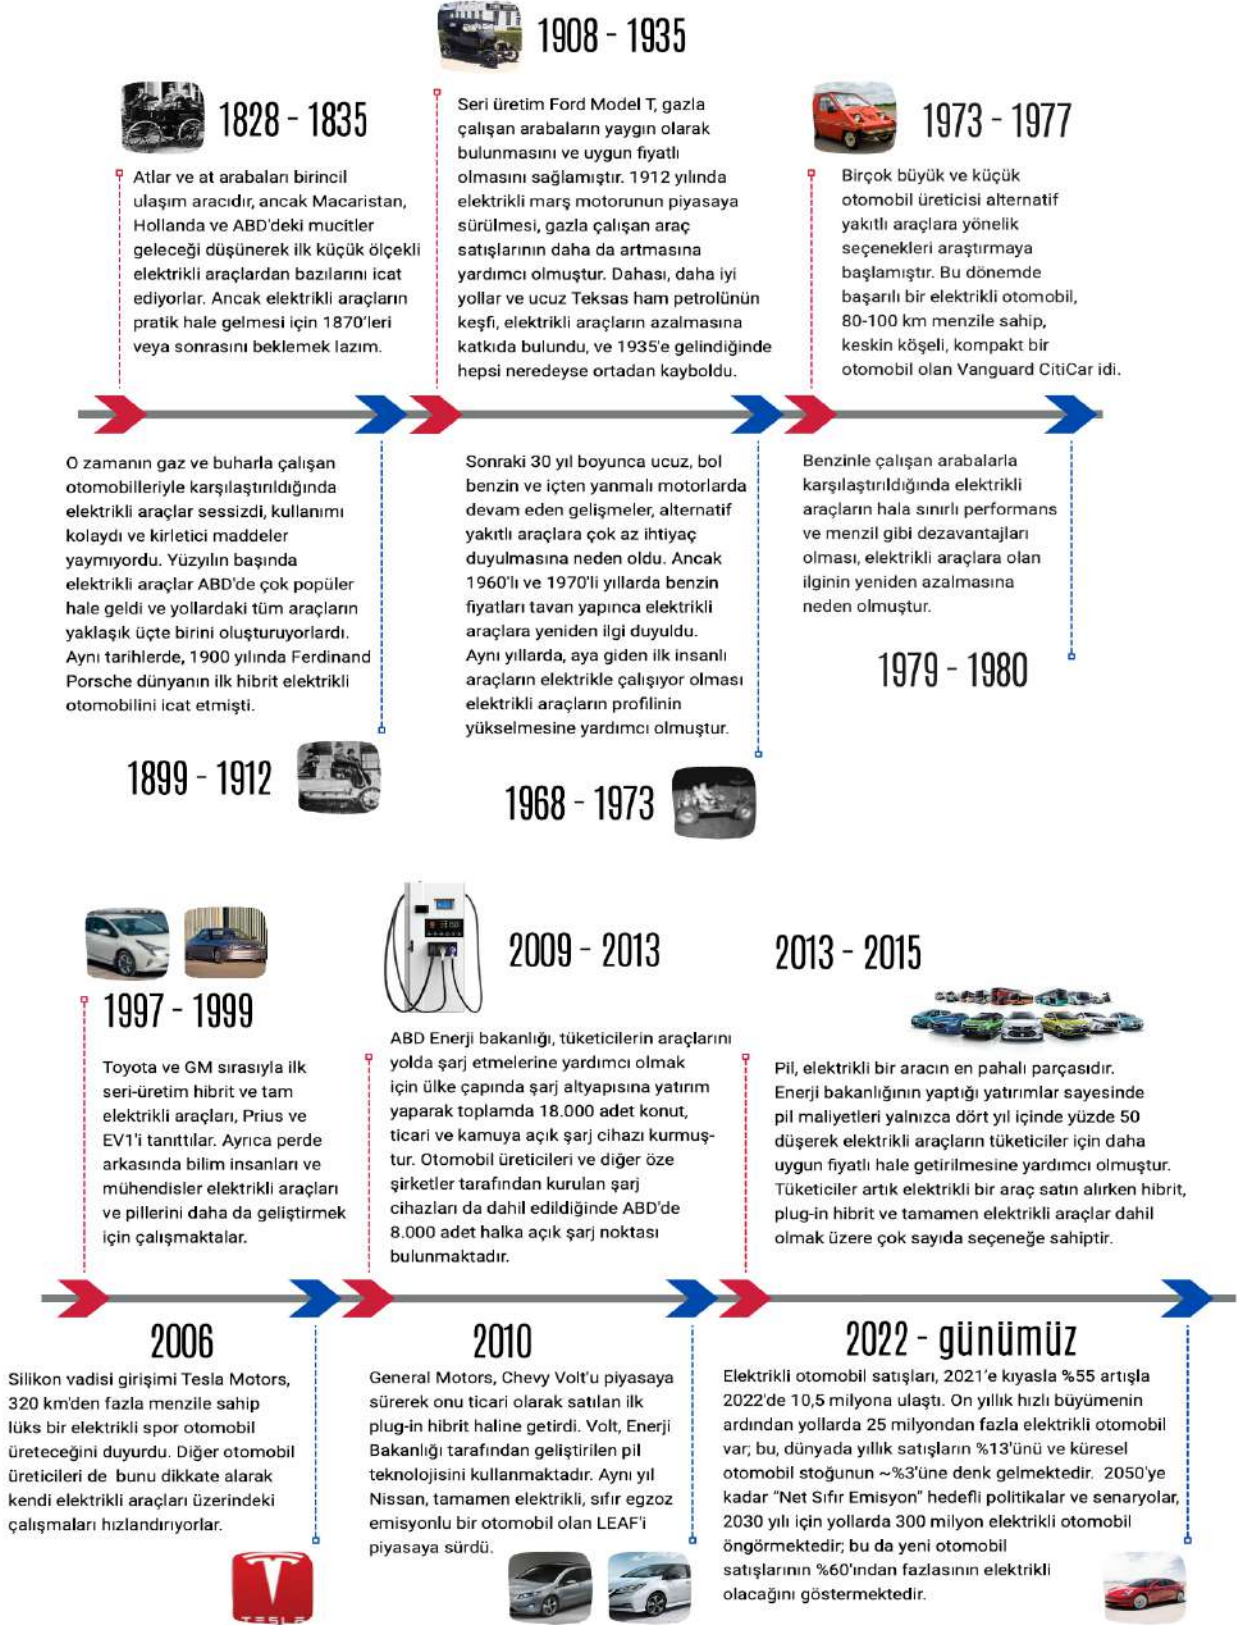 1828 - 1835
Atlar ve at arabaları birincil
ulaşım aracıdır, ancak Macaristan,
Hollanda ve ABD'deki mucitler
geleceği düşünerek ilk küçük ölçekli
elektrikli araçlardan bazılarını icat
ediyorlar. Ancak elektrikli araçların
pratik hale gelmesi için 1870'leri
veya sonrasını beklemek lazım.
1908 - 1935
Seri üretim Ford Model T, gazla
çalışan arabaların yaygın olarak
bulunmasını ve uygun fiyatlı
olmasını sağlamıştır. 1912 yılında
elektrikli marş motorunun piyasaya
sürülmesi, gazla çalışan araç
satışlarının daha da artmasına
yardımcı olmuştur. Dahası, daha iyi
yollar ve ucuz Teksas ham petrolünün
keşfi, elektrikli araçların azalmasına
katkıda bulundu, ve 1935'e gelindiğinde
hepsi neredeyse ortadan kayboldu.
1973 - 1977
Birçok büyük ve küçük
otomobil üreticisi alternatif
yakıtlı araçlara yönelik
seçenekleri araştırmaya
başlamıştır. Bu dönemde
başarılı bir elektrikli otomobil,
80-100 km menzile sahip,
keskin köşeli, kompakt bir
otomobil olan Vanguard CitiCar idi.
O zamanın gaz ve buharla çalışan
otomobilleriyle karşılaştırıldığında
elektrikli araçlar sessizdi, kullanımı
kolaydı ve kirletici maddeler
yaymıyordu. Yüzyılın başında
elektrikli araçlar ABD'de çok popüler
hale geldi ve yollardaki tüm araçların
yaklaşık üçte birini oluşturuyorlardı.
Aynı tarihlerde, 1900 yılında Ferdinand
Porsche dünyanın ilk hibrit elektrikli
otomobilini icat etmişti.
1899 - 1912
Sonraki 30 yıl boyunca ucuz, bol
benzin ve içten yanmalı motorlarda
devam eden gelişmeler, alternatif
yakıtlı araçlara çok az ihtiyaç
duyulmasına neden oldu. Ancak
1960'lı ve 1970'li yıllarda benzin
fiyatları tavan yapınca elektrikli
araçlara yeniden ilgi duyuldu.
Aynı yıllarda, aya giden ilk insanlı
araçların elektrikle çalışıyor olması
elektrikli araçların profilinin
yükselmesine yardımcı olmuştur.
1968 - 1973
Benzinle çalışan arabalarla
karşılaştırıldığında elektrikli
araçların hala sınırlı performans
ve menzil gibi dezavantajları
olması, elektrikli araçlara olan
ilginin yeniden azalmasına
neden olmuştur.
1979 - 1980
1997 - 1999
Toyota ve GM sırasıyla ilk
seri-üretim hibrit ve tam
elektrikli araçları, Prius ve
EV1'i tanıttılar. Ayrıca perde
arkasında bilim insanları ve
mühendisler elektrikli araçları
ve pillerini daha da geliştirmek
için çalışmaktalar.
2009 - 2013
ABD Enerji bakanlığı, tüketicilerin araçlarını
yolda şarj etmelerine yardımcı olmak
için ülke çapında şarj altyapısına yatırım
yaparak toplamda 18.000 adet konut,
ticari ve kamuya açık şarj cihazı kurmuş-
tur. Otomobil üreticileri ve diğer öze
şirketler tarafından kurulan şarj
cihazları da dahil edildiğinde ABD'de
8.000 adet halka açık şarj noktası
bulunmaktadır.
2013 - 2015
Pil, elektrikli bir aracın en pahalı parçasıdır.
Enerji bakanlığının yaptığı yatırımlar sayesinde
pil maliyetleri yalnızca dört yıl içinde yüzde 50
düşerek elektrikli araçların tüketiciler için daha
uygun fiyatlı hale getirilmesine yardımcı olmuştur.
Tüketiciler artık elektrikli bir araç satın alırken hibrit,
plug-in hibrit ve tamamen elektrikli araçlar dahil
olmak üzere çok sayıda seçeneğe sahiptir.
2006
Silikon vadisi girişimi Tesla Motors,
320 km'den fazla menzile sahip
lüks bir elektrikli spor otomobil
üreteceğini duyurdu. Diğer otomobil
üreticileri de bunu dikkate alarak
kendi elektrikli araçları üzerindeki
çalışmaları hızlandırıyorlar.
TESLA
2010
General Motors, Chevy Volt'u piyasaya
sürerek onu ticari olarak satılan ilk
plug-in hibrit haline getirdi. Volt, Enerji
Bakanlığı tarafından geliştirilen pil
teknolojisini kullanmaktadır. Aynı yıl
Nissan, tamamen elektrikli, sıfır egzoz
emisyonlu bir otomobil olan LEAF'i
piyasaya sürdü.
2022 - günümüz
Elektrikli otomobil satışları, 2021'e kıyasla %55 artışla
2022'de 10,5 milyona ulaştı. On yıllık hızlı büyümenin
ardından yollarda 25 milyondan fazla elektrikli otomobil
var; bu, dünyada yıllık satışların %13'ünü ve küresel
otomobil stoğunun ~%3'üne denk gelmektedir. 2050'ye
kadar "Net Sıfır Emisyon" hedefli politikalar ve senaryolar,
2030 yılı için yollarda 300 milyon elektrikli otomobil
öngörmektedir; bu da yeni otomobil
satışlarının %60'ından fazlasının elektrikli
olacağını göstermektedir.